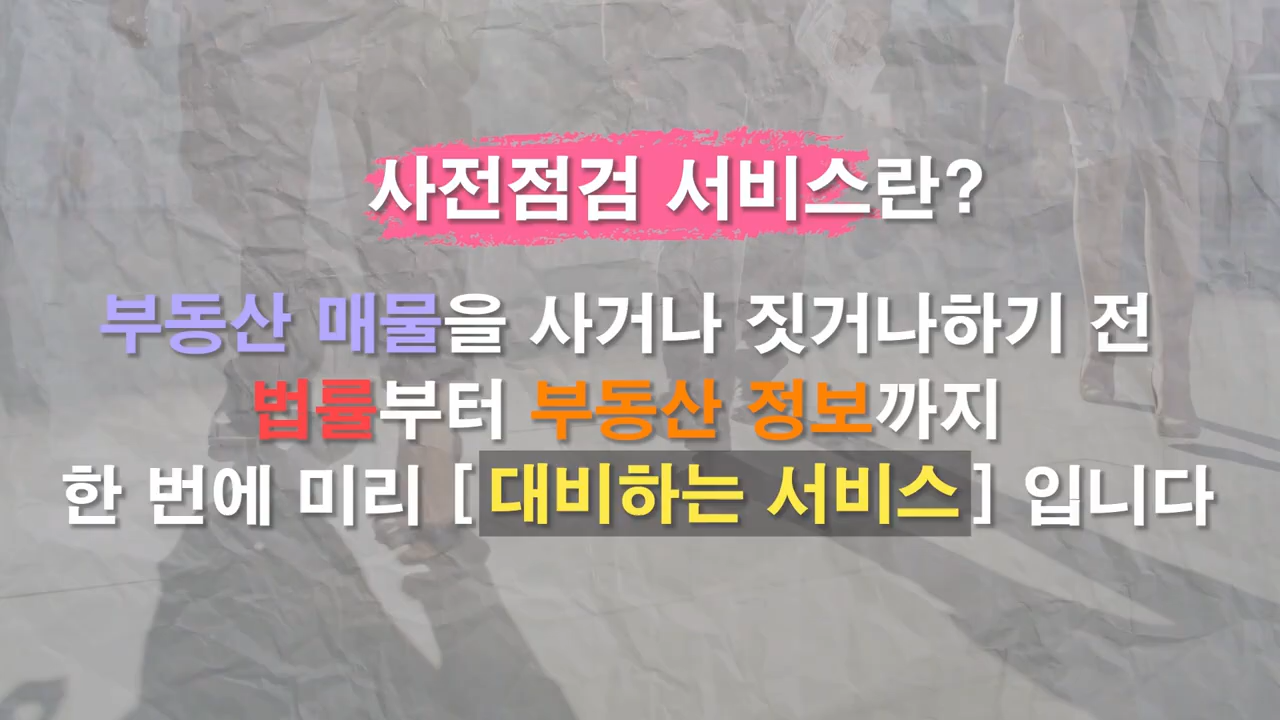 사전점검 서비스란?
부동산 매물을 사거나 짓거나하기 전
법률부터 부동산 정보까지
한 번에 미리 [대비하는 서비스] 입니다